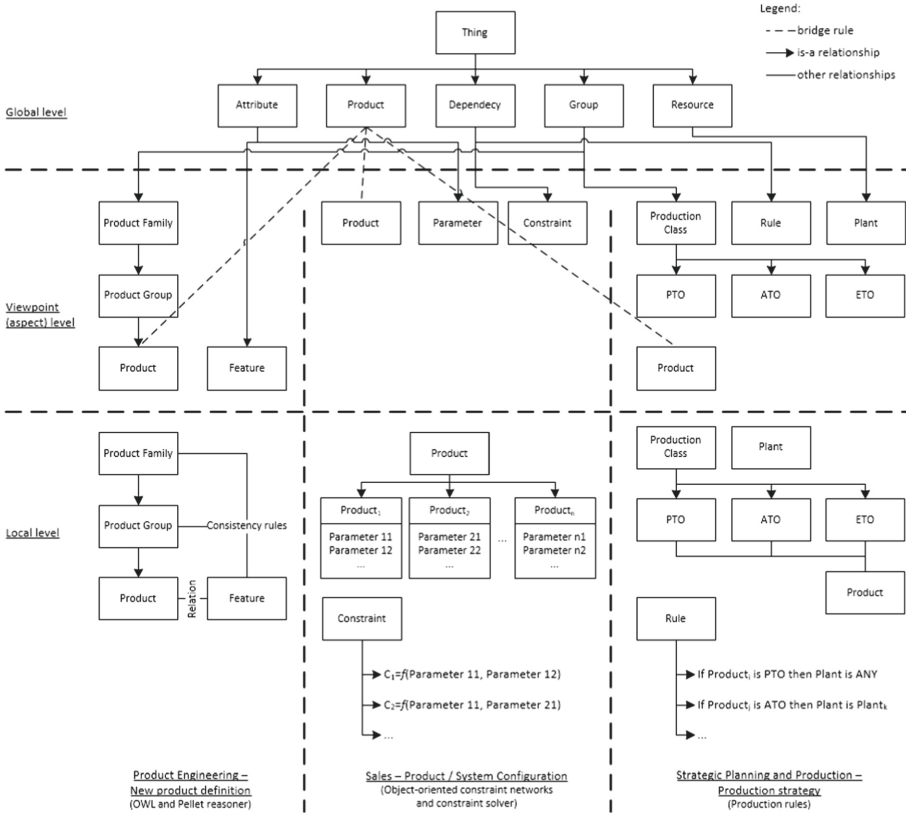 Legend:
bridge rule
is-a relationship
other relationships
Thing
Global level
Attribute
Product
Dependecy
Group
Resource
Viewpoint
(aspect) level
Product Family
Product Group
Product
Feature
Product
Parameter
Constraint
Production
Class
Rule
Plant
PTO
ATO
ETO
Product
Local level
Product Family
Product Group
Consistency rules
Product
Relation
Feature
Product
Product₁
Product₂
Productₙ
Parameter 11
Parameter 12
...
Parameter 21
Parameter 22
...
...
Parameter n1
Parameter n2
...
Constraint
C₁=f(Parameter 11, Parameter 12)
C₂=f(Parameter 11, Parameter 21)
...
Production
Class
Plant
PTO
ATO
ETO
Product
Rule
If Productᵢ is PTO then Plant is ANY
If Productⱼ is ATO then Plant is Plantₖ
...
Product Engineering –
New product definition
(OWL and Pellet reasoner)
Sales – Product / System Configuration
(Object-oriented constraint networks
and constraint solver)
Strategic Planning and Production –
Production strategy
(Production rules)